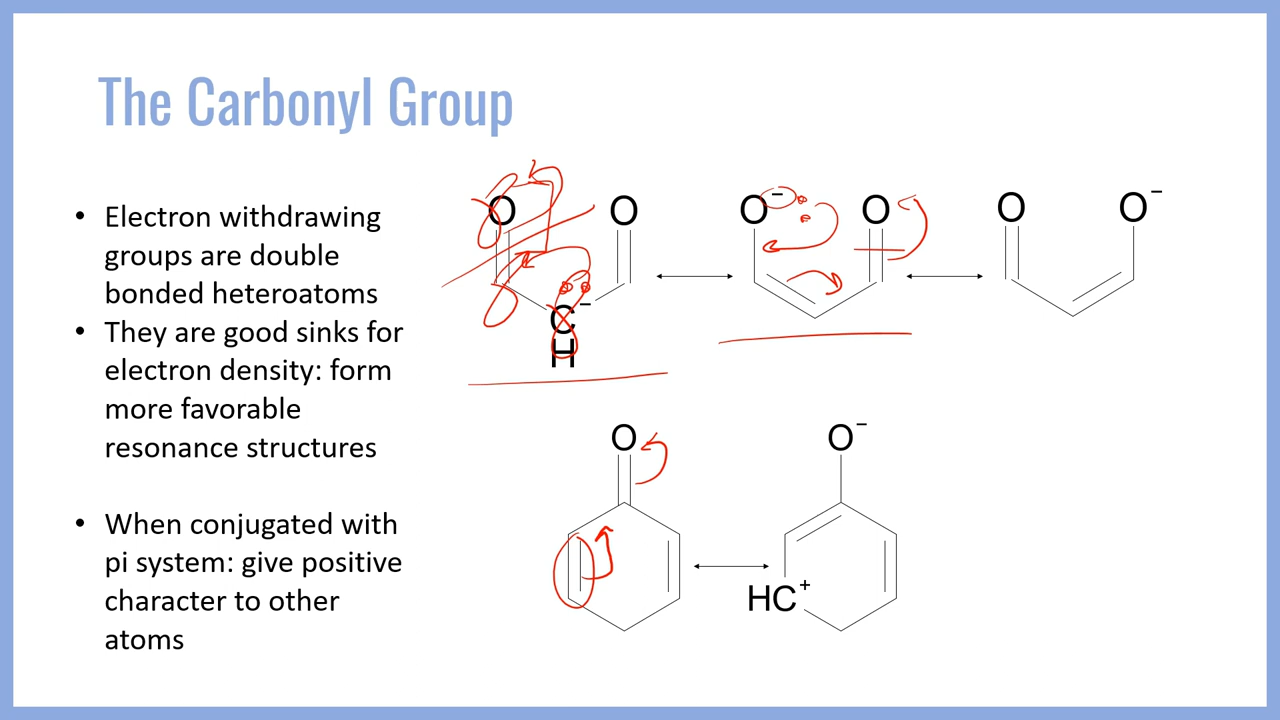 The Carbonyl Group
• Electron withdrawing
groups are double
bonded heteroatoms
• They are good sinks for
electron density: form
more favorable
resonance structures
• When conjugated with
pi system: give positive
character to other
atoms
O O O⁻ O O O⁻
C⁻
H
O O⁻
HC⁺